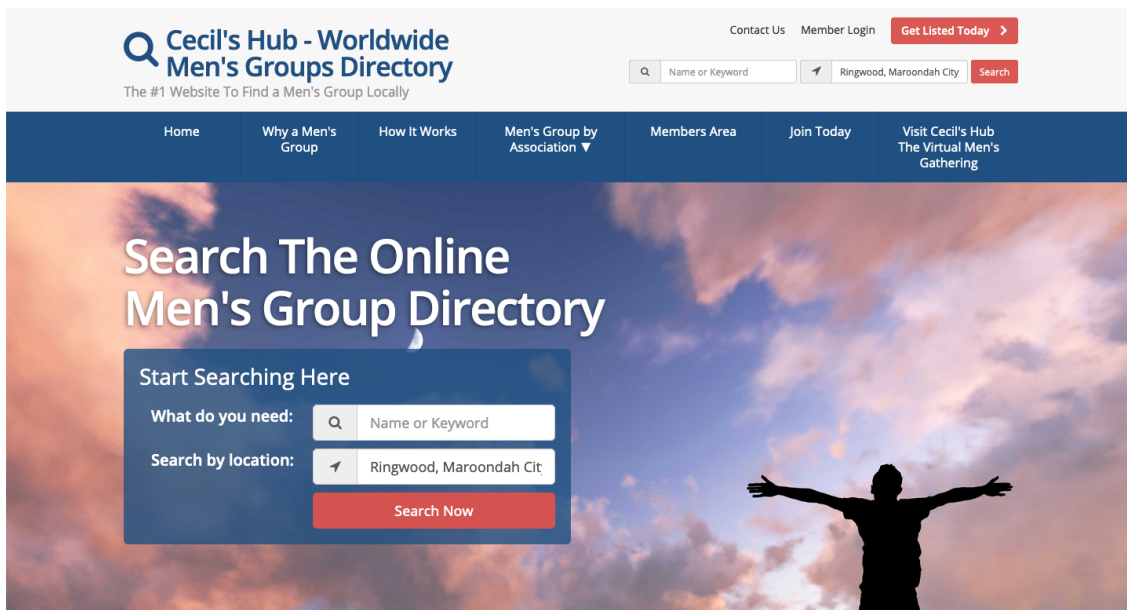 Cecil's Hub - Worldwide
Men's Groups Directory
The #1 Website To Find a Men's Group Locally
Contact Us
Member Login
Get Listed Today
Name or Keyword
Ringwood, Maroondah City
Search
Home
Why a Men's
Group
How It Works
Men's Group by
Association ▼
Members Area
Join Today
Visit Cecil's Hub
The Virtual Men's
Gathering
Search The Online
Men's Group Directory
Start Searching Here
What do you need:
Name or Keyword
Search by location:
Ringwood, Maroondah Cit
Search Now